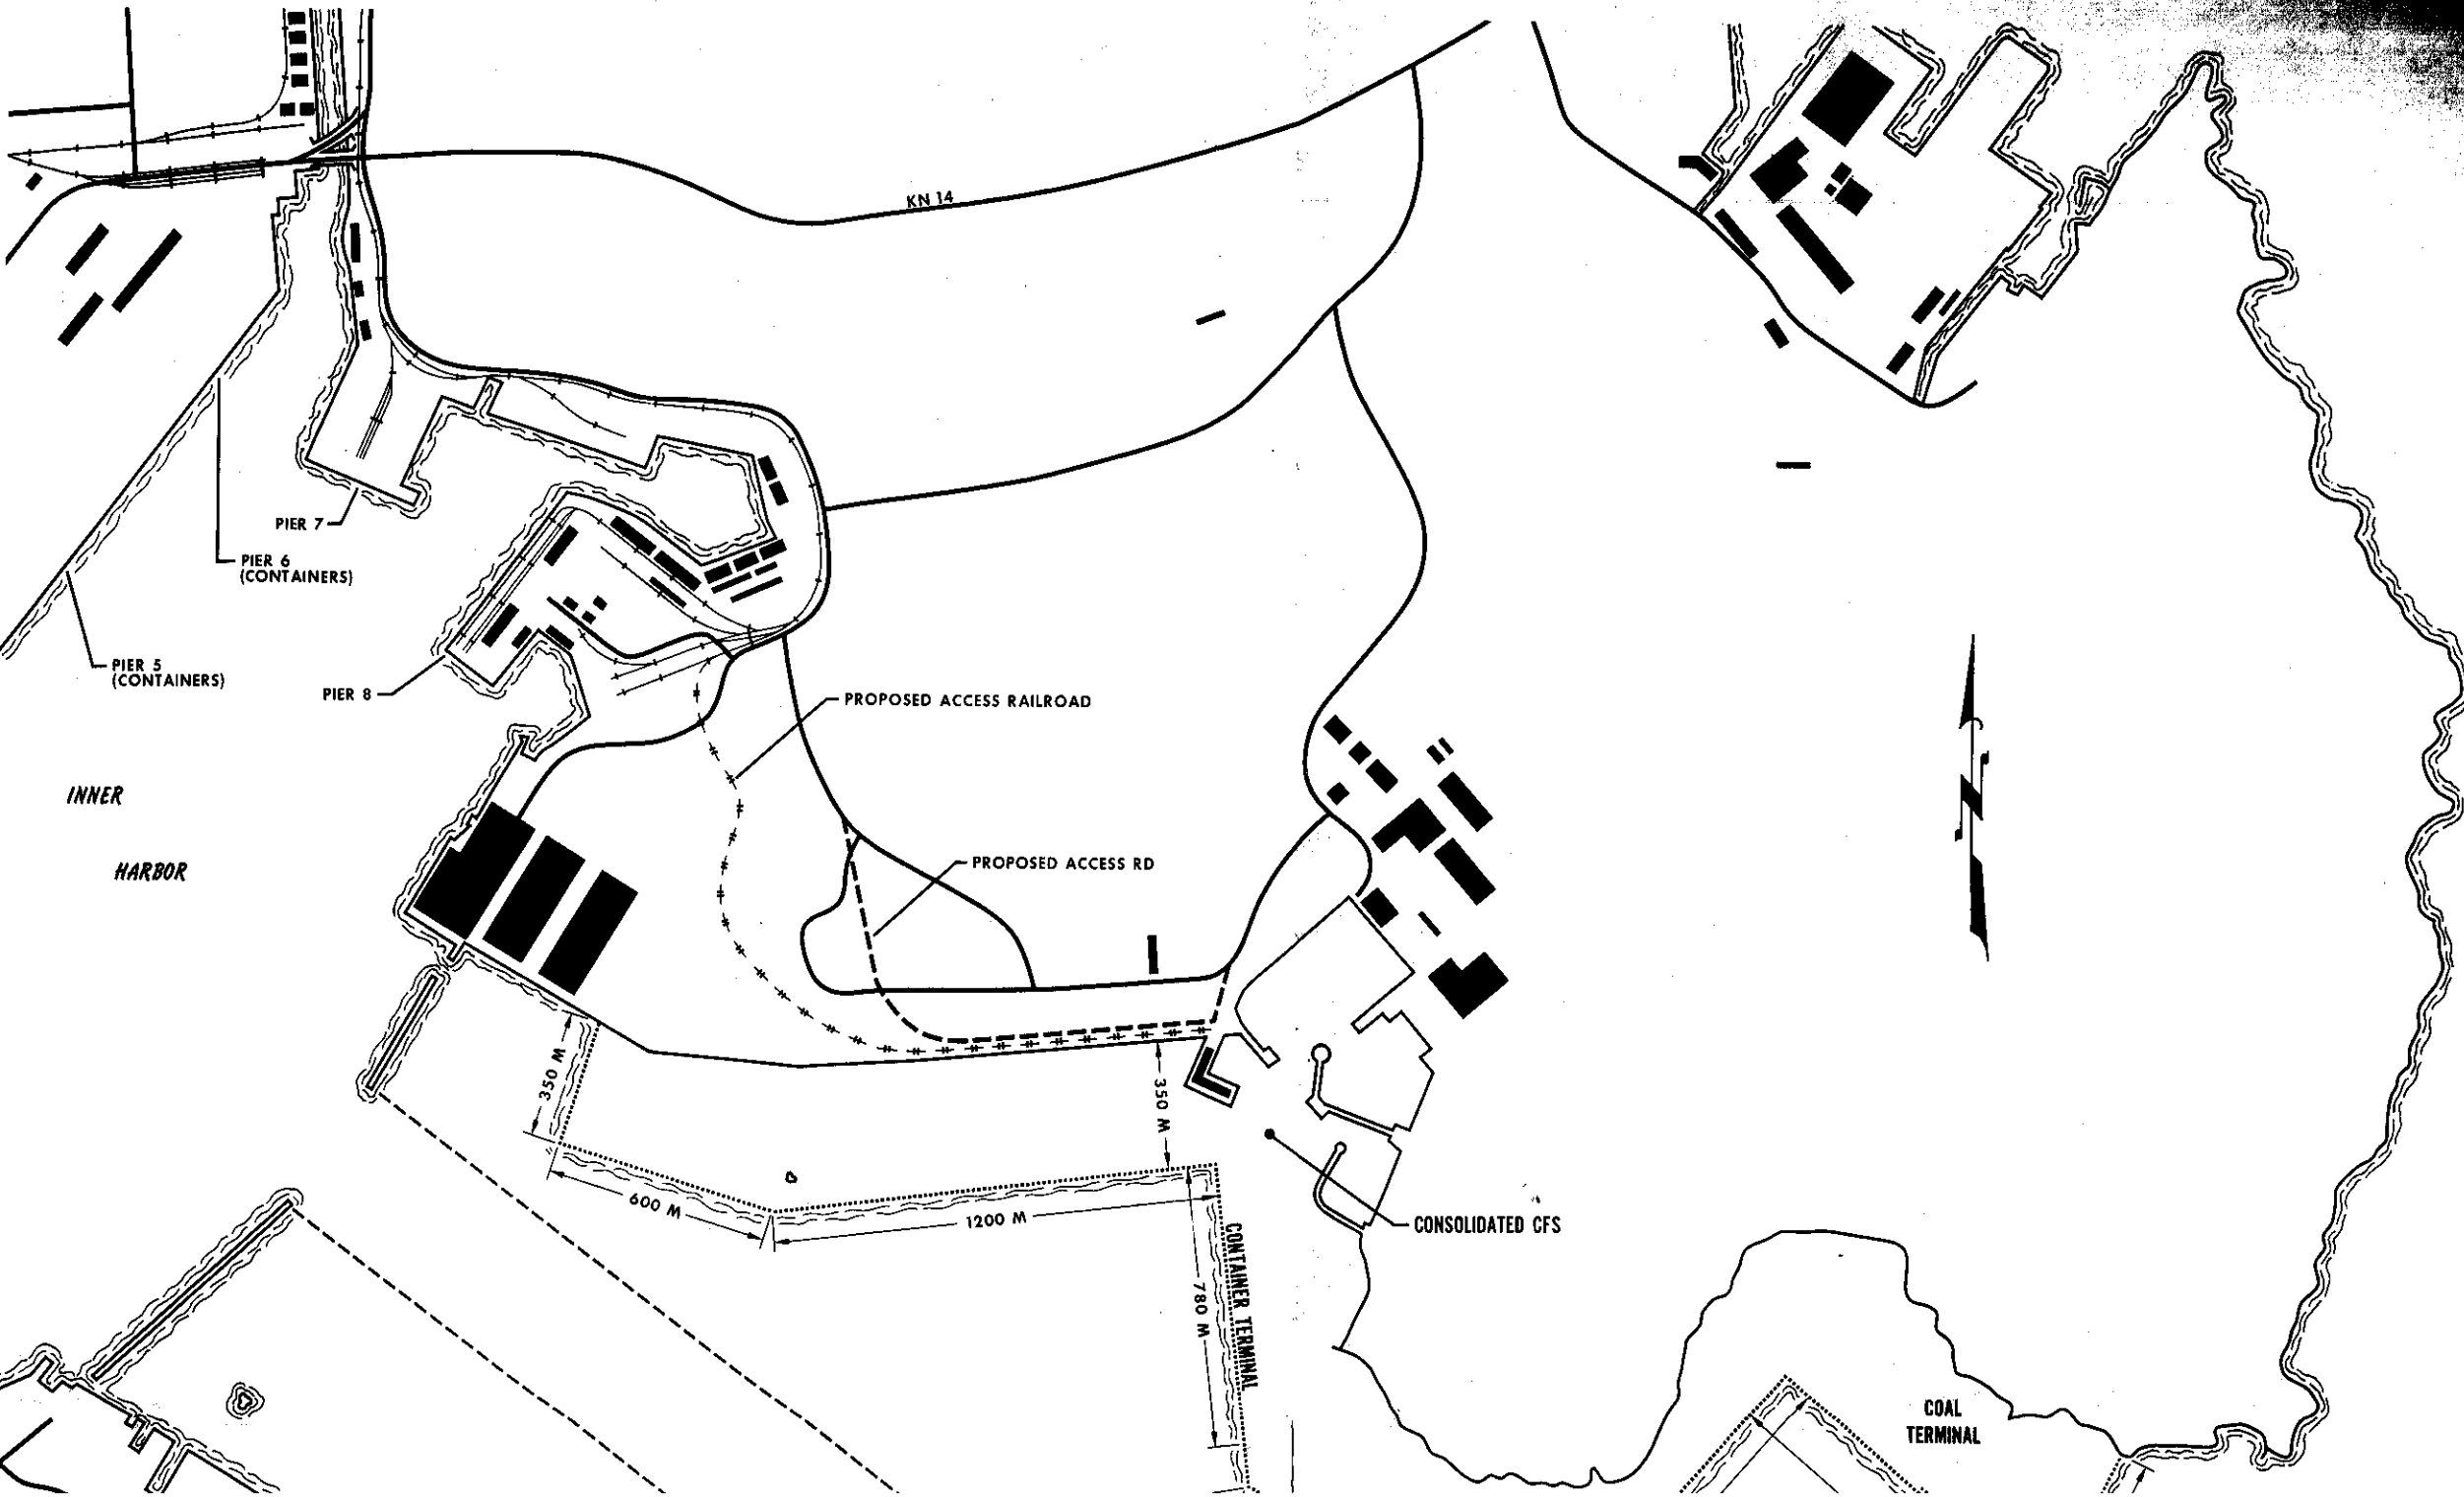 KN 14
PIER 7
PIER 6
(CONTAINERS)
PIER 5
(CONTAINERS)
PIER 8
PROPOSED ACCESS RAILROAD
INNER
HARBOR
PROPOSED ACCESS RD
350 M
350 M
600 M
1200 M
CONSOLIDATED CFS
780 M
CONTAINER TERMINAL
COAL
TERMINAL
N